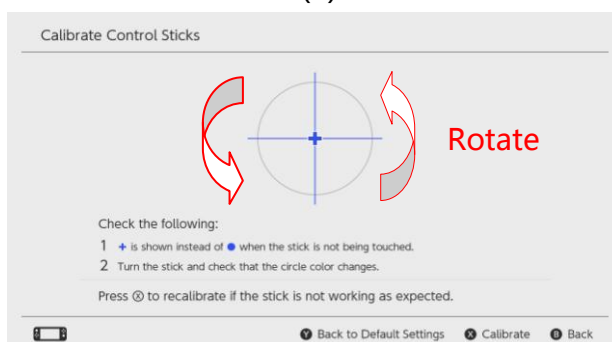 Calibrate Control Sticks
Rotate
Check the following:
1 + is shown instead of ● when the stick is not being touched.
2 Turn the stick and check that the circle color changes.
Press Ⓧ to recalibrate if the stick is not working as expected.
Ⓨ Back to Default Settings Ⓧ Calibrate Ⓑ Back